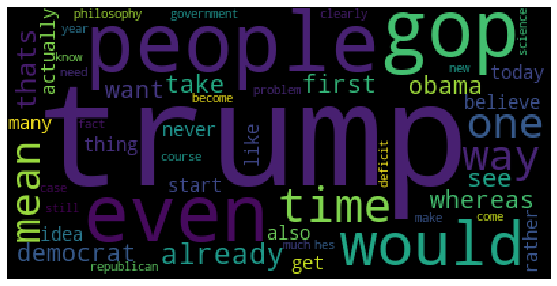 philosophy government clearly
people gop
thats actually year take first obama today science
know need want problem new believe
many trump become
fact thing never like one
mean course start deficit way see
case even time whereas
still idea would rather
democrat already also make come
republican get much hes